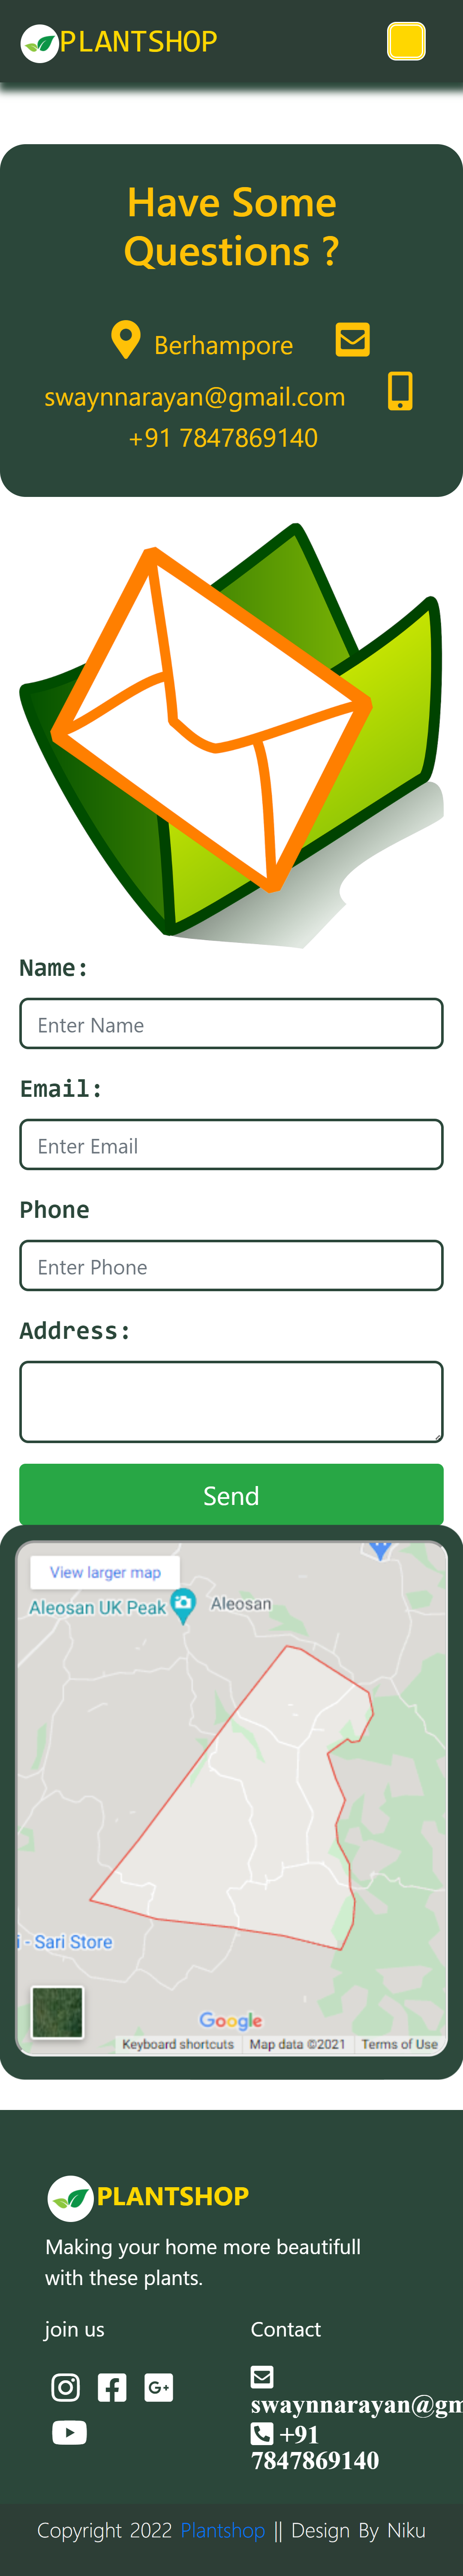 PLANTSHOP
Have Some
Questions ?
Berhampore
swaynnarayan@gmail.com
+91 7847869140
Name:
Enter Name
Email:
Enter Email
Phone
Enter Phone
Address:
Send
View larger map
Aleosan UK Peak
Aleosan
i - Sari Store
Google
Keyboard shortcuts Map data ©2021 Terms of Use
PLANTSHOP
Making your home more beautifull
with these plants.
join us
Contact
swaynnarayan@gm
+91
7847869140
Copyright 2022 Plantshop || Design By Niku